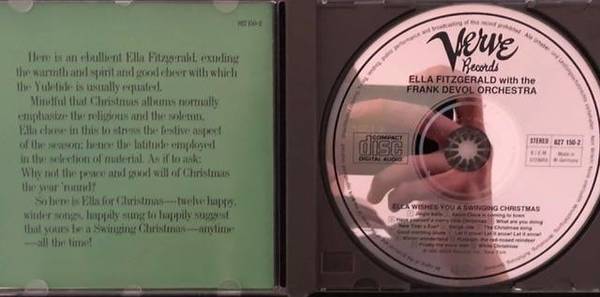 827 150-2
Here is an ebullient Ella Fitzgerald, exuding
the warmth and spirit and good cheer with which
the Yuletide is usually equated.
Mindful that Christmas albums normally
emphasize the religious and the solemn,
Ella chose in this to stress the festive aspect
of the season; hence the latitude employed
in the selection of material. As if to ask:
Why not the peace and good will of Christmas
the year 'round?
So here is Ella for Christmas—twelve happy,
winter songs, happily sung to happily suggest
that yours be a Swinging Christmas—anytime
—all the time!
Verve
Records
ELLA FITZGERALD with the
FRANK DEVOL ORCHESTRA
COMPACT
disc
DIGITAL AUDIO
STEREO 827 150-2
Made in
W.-Germany
ELLA WISHES YOU A SWINGING CHRISTMAS
Jingle bells Santa Claus is coming to town
Have yourself a merry little Christmas What are you doing
New Year's Eve? Sleigh ride The Christmas song
Good morning blues Let it snow! Let it snow! Let it snow!
Winter wonderland Rudolph, the red-nosed reindeer
Frosty the snow man White Christmas